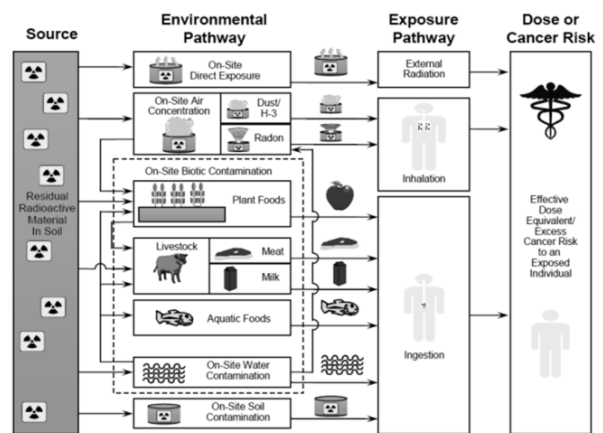 Source
Environmental
Pathway
Exposure
Pathway
Dose or
Cancer Risk
On-Site
Direct Exposure
External
Radiation
On-Site Air
Concentration
Dust/
H-3
Radon
Inhalation
On-Site Biotic Contamination
Plant Foods
Residual
Radioactive
Material
In Soil
Livestock
Meat
Milk
Aquatic Foods
Ingestion
On-Site Water
Contamination
On-Site Soil
Contamination
Effective
Dose
Equivalent/
Excess
Cancer Risk
to an
Exposed
Individual